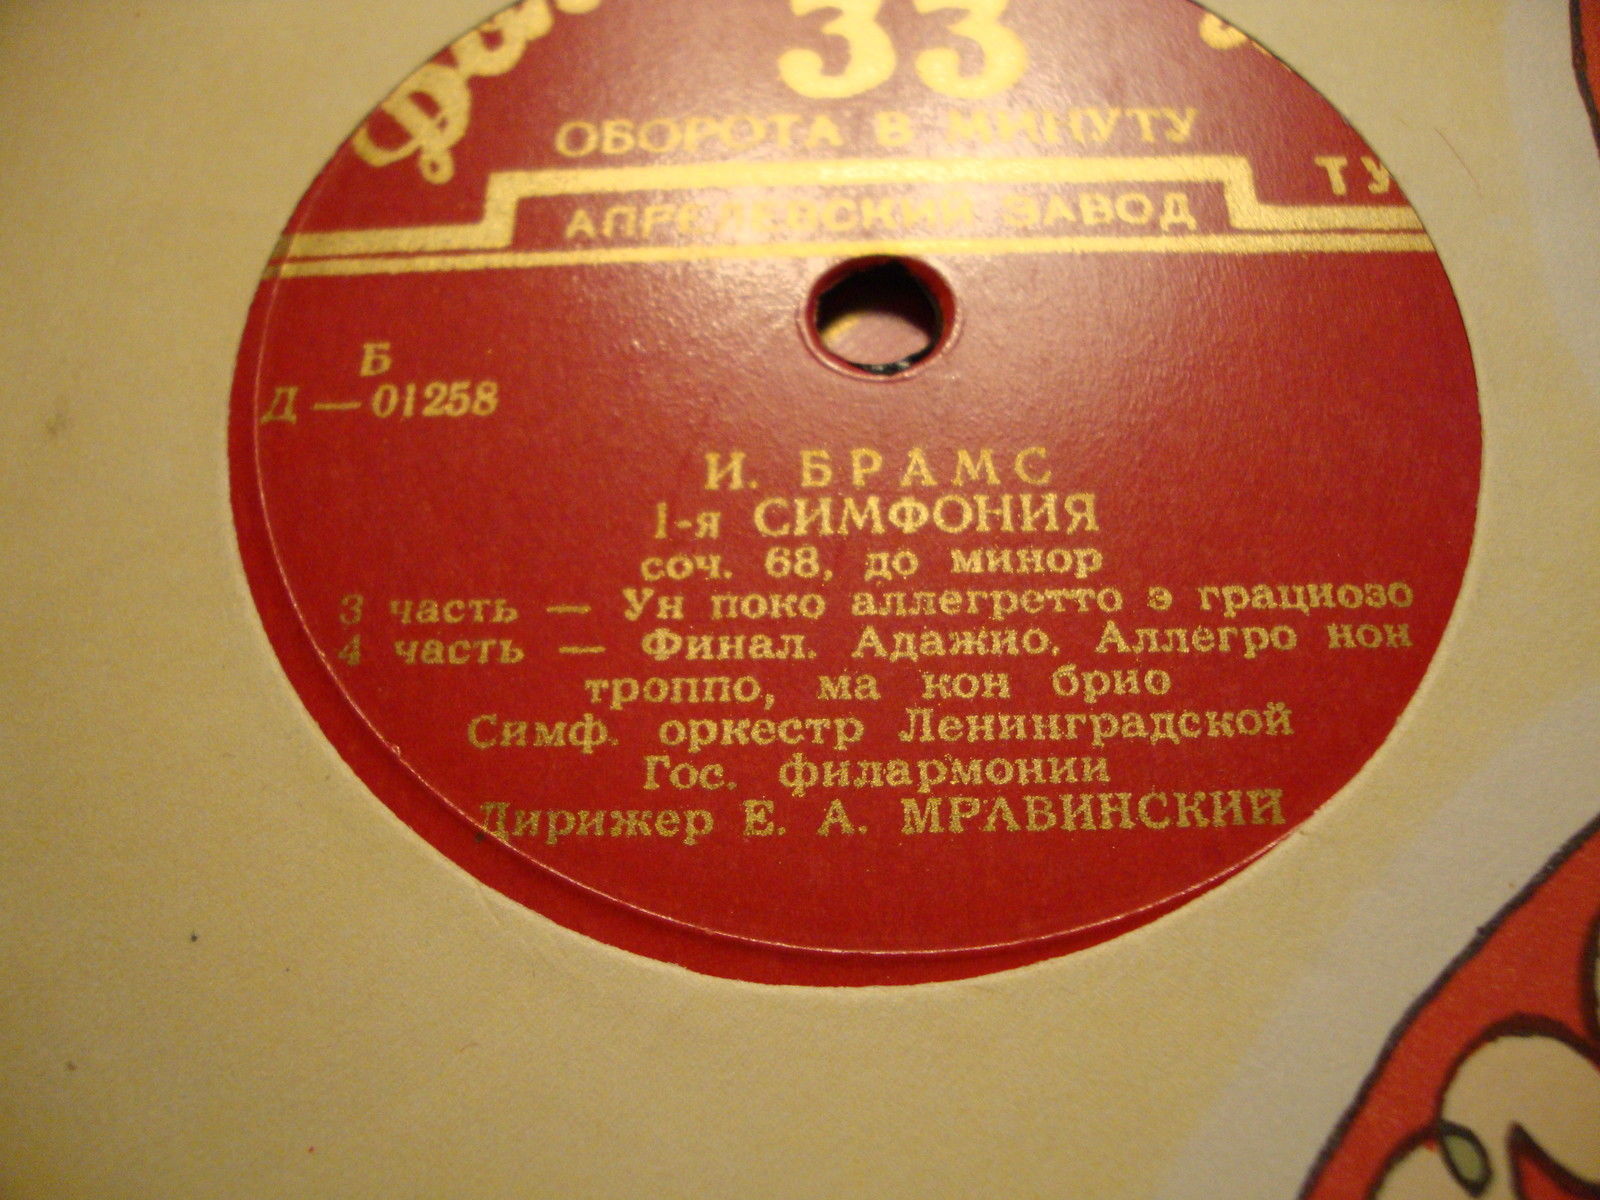 33
ОБОРОТА В МИНУТУ
ТУ
АПРЕЛЕВСКИЙ ЗАВОД
Б
Д — 01258
И. БРАМС
1-я СИМФОНИЯ
соч. 68, до минор
3 часть — Ун поко аллегретто э грациозо
4 часть — Финал. Адажио. Аллегро нон
троппо, ма кон брио
Симф. оркестр Ленинградской
Гос. филармонии
Дирижер Е. А. МРАВИНСКИЙ